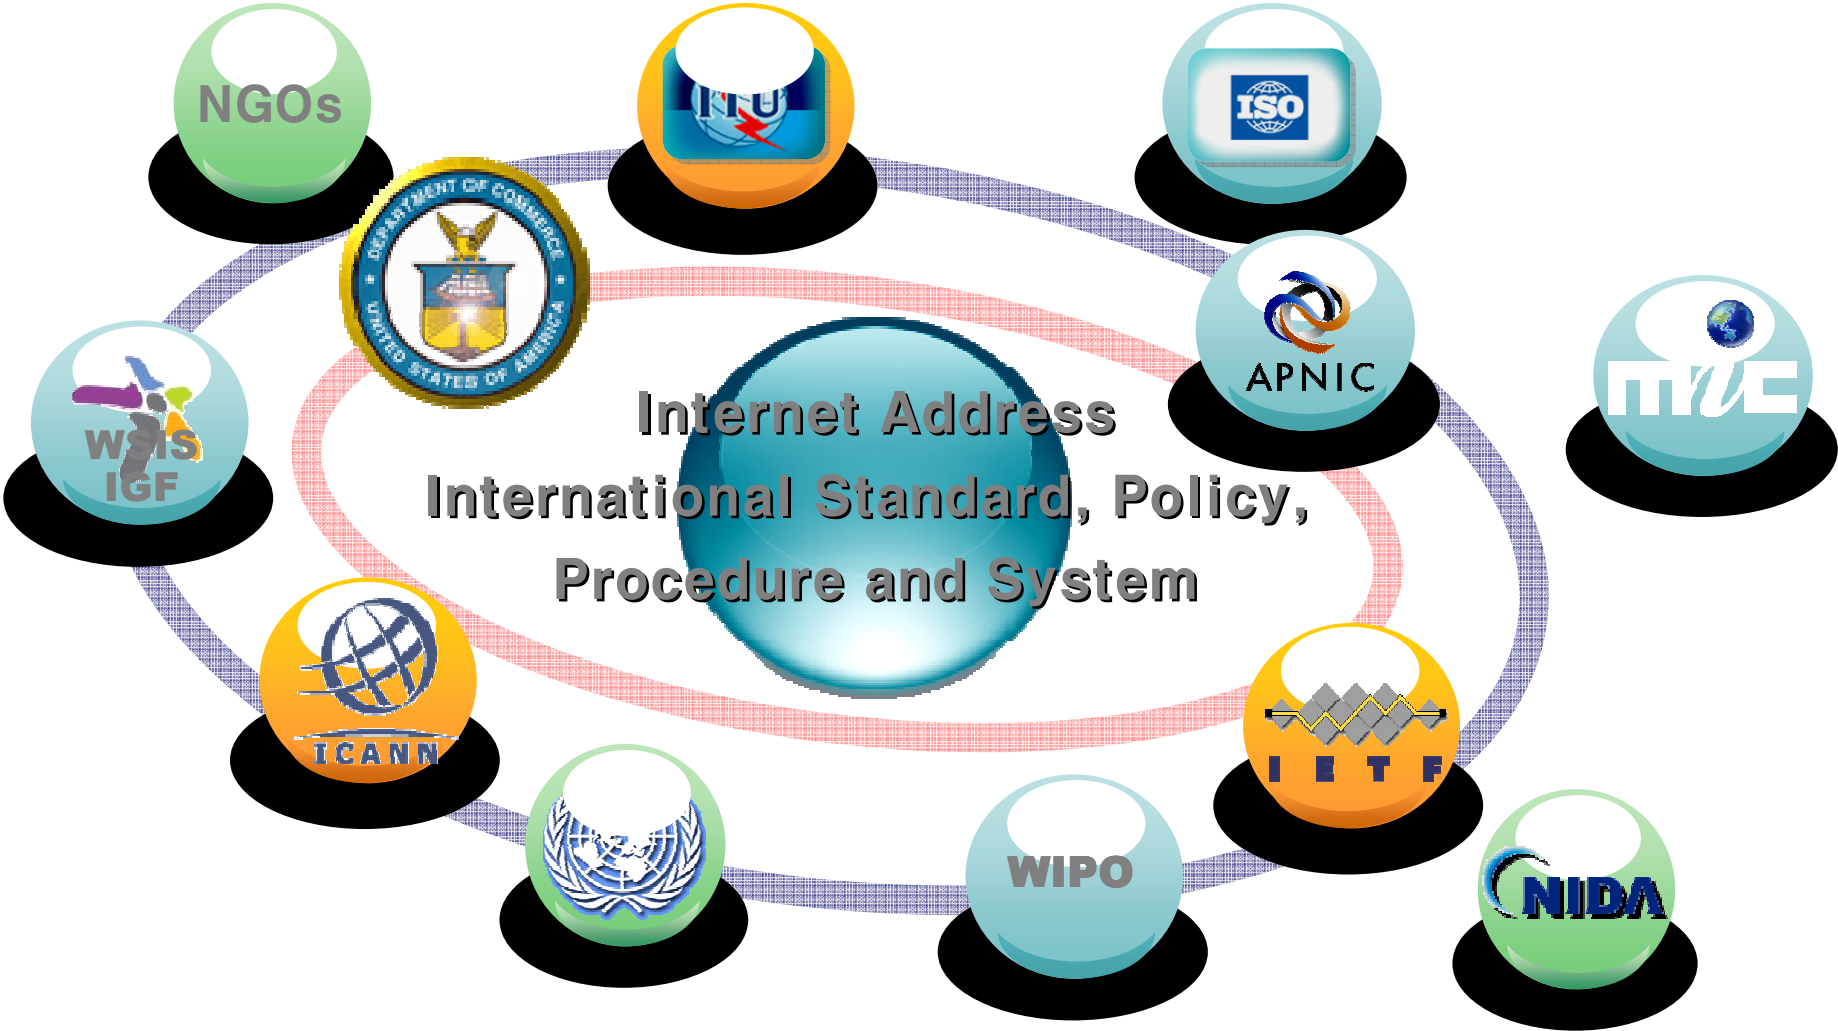 NGOs
ITU
ISO
DEPARTMENT OF COMMERCE
UNITED STATES OF AMERICA
APNIC
MIC
WSIS
IGF
Internet Address
International Standard, Policy,
Procedure and System
ICANN
IETF
WIPO
NIDA